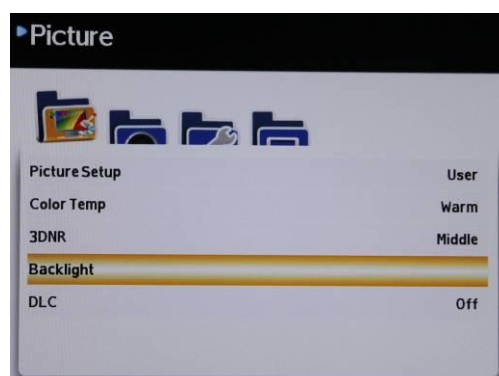 Picture
Picture Setup User
Color Temp Warm
3DNR Middle
Backlight
DLC Off